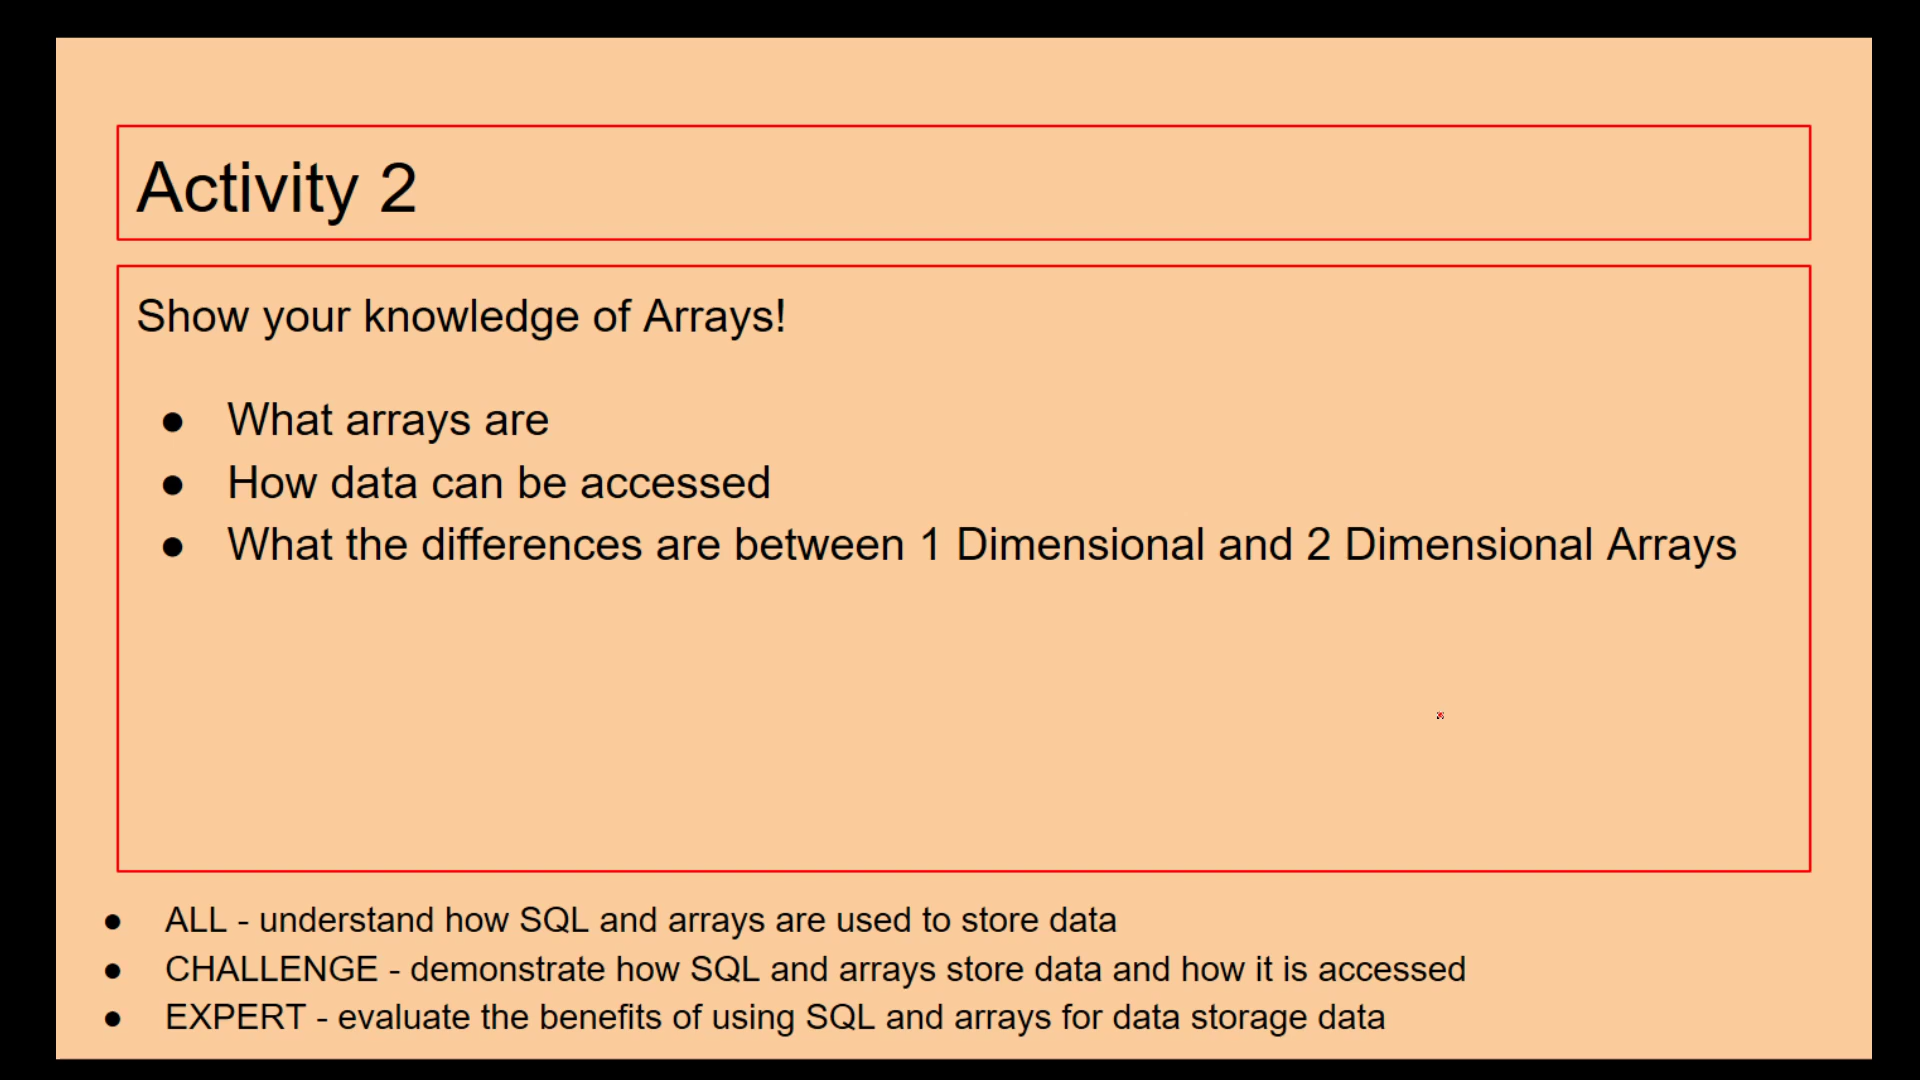 Activity 2
Show your knowledge of Arrays!
● What arrays are
● How data can be accessed
● What the differences are between 1 Dimensional and 2 Dimensional Arrays
● ALL - understand how SQL and arrays are used to store data
● CHALLENGE - demonstrate how SQL and arrays store data and how it is accessed
● EXPERT - evaluate the benefits of using SQL and arrays for data storage data